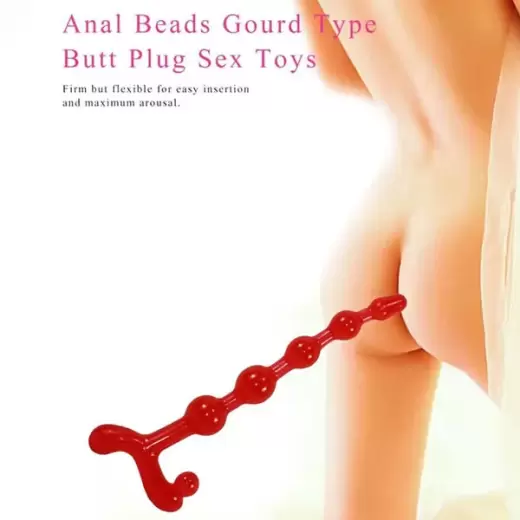 Anal Beads Gourd Type
Butt Plug Sex Toys
Firm but flexible for easy insertion
and maximum arousal.